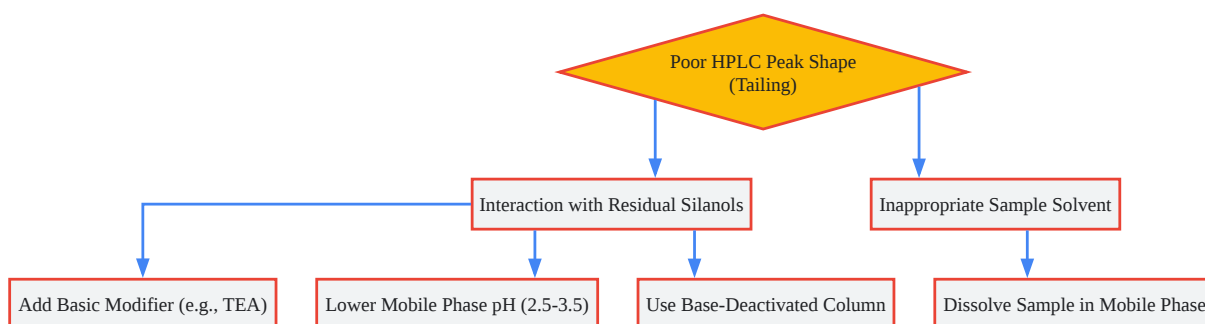 Poor HPLC Peak Shape
(Tailing)
Interaction with Residual Silanols
Inappropriate Sample Solvent
Add Basic Modifier (e.g., TEA)
Lower Mobile Phase pH (2.5-3.5)
Use Base-Deactivated Column
Dissolve Sample in Mobile Phase